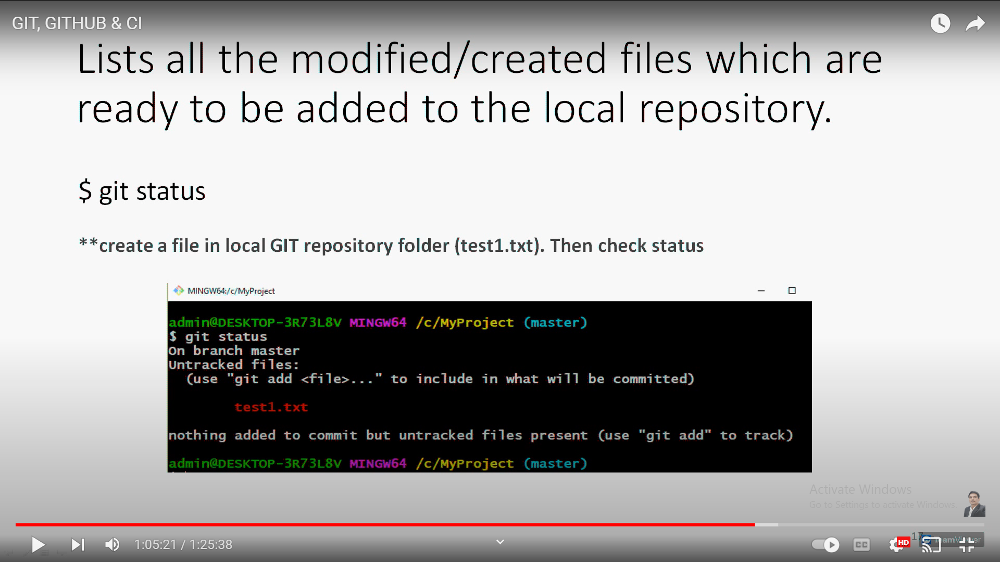 GIT, GITHUB & CI
Lists all the modified/created files which are
ready to be added to the local repository.
$ git status
**create a file in local GIT repository folder (test1.txt). Then check status
MINGW64:/c/MyProject
admin@DESKTOP-3R73L8V MINGW64 /c/MyProject (master)
$ git status
On branch master
Untracked files:
(use "git add <file>..." to include in what will be committed)
test1.txt
nothing added to commit but untracked files present (use "git add" to track)
admin@DESKTOP-3R73L8V MINGW64 /c/MyProject (master)
Activate Windows
Go to Settings to activate Windows.
1:05:21 / 1:25:38
CC
HD
17
TeamViewer